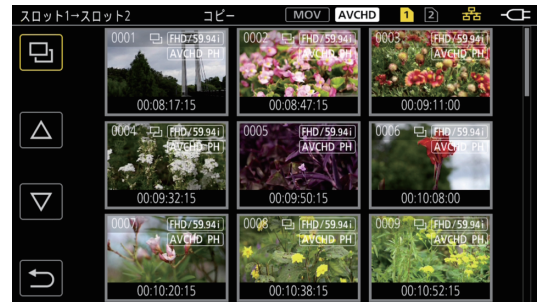 スロット1→スロット2 コピー MOV AVCHD 1 2
0001 FHD/59.94i
AVCHD PH
00:08:17:15
0002 FHD/59.94i
AVCHD PH
00:08:47:15
0003 FHD/59.94i
AVCHD PH
00:09:11:00
0004 FHD/59.94i
AVCHD PH
00:09:32:15
0005 FHD/59.94i
AVCHD PH
00:09:50:15
0006 FHD/59.94i
AVCHD PH
00:10:08:00
0007 FHD/59.94i
AVCHD PH
00:10:20:15
0008 FHD/59.94i
AVCHD PH
00:10:38:15
0009 FHD/59.94i
AVCHD PH
00:10:52:15